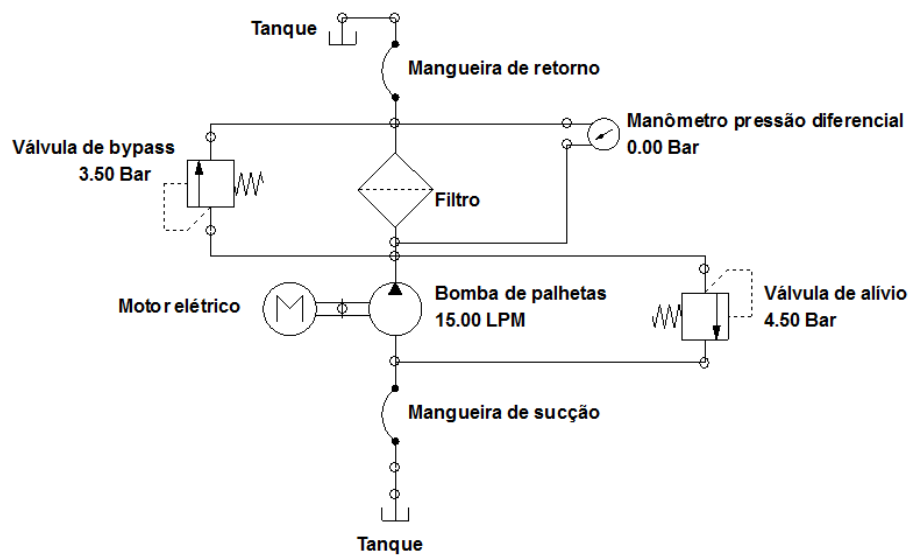 Tanque
Mangueira de retorno
Manômetro pressão diferencial
0.00 Bar
Válvula de bypass
3.50 Bar
Filtro
Motor elétrico
M
Bomba de palhetas
15.00 LPM
Válvula de alívio
4.50 Bar
Mangueira de sucção
Tanque